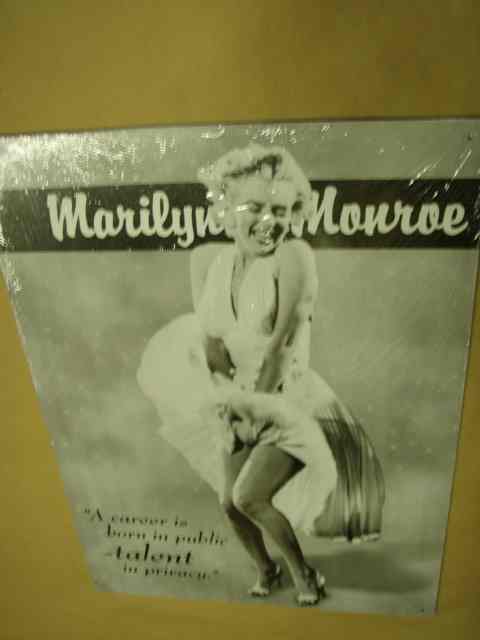 Marilyn Monroe
"A career is
born in public
talent
in privacy."